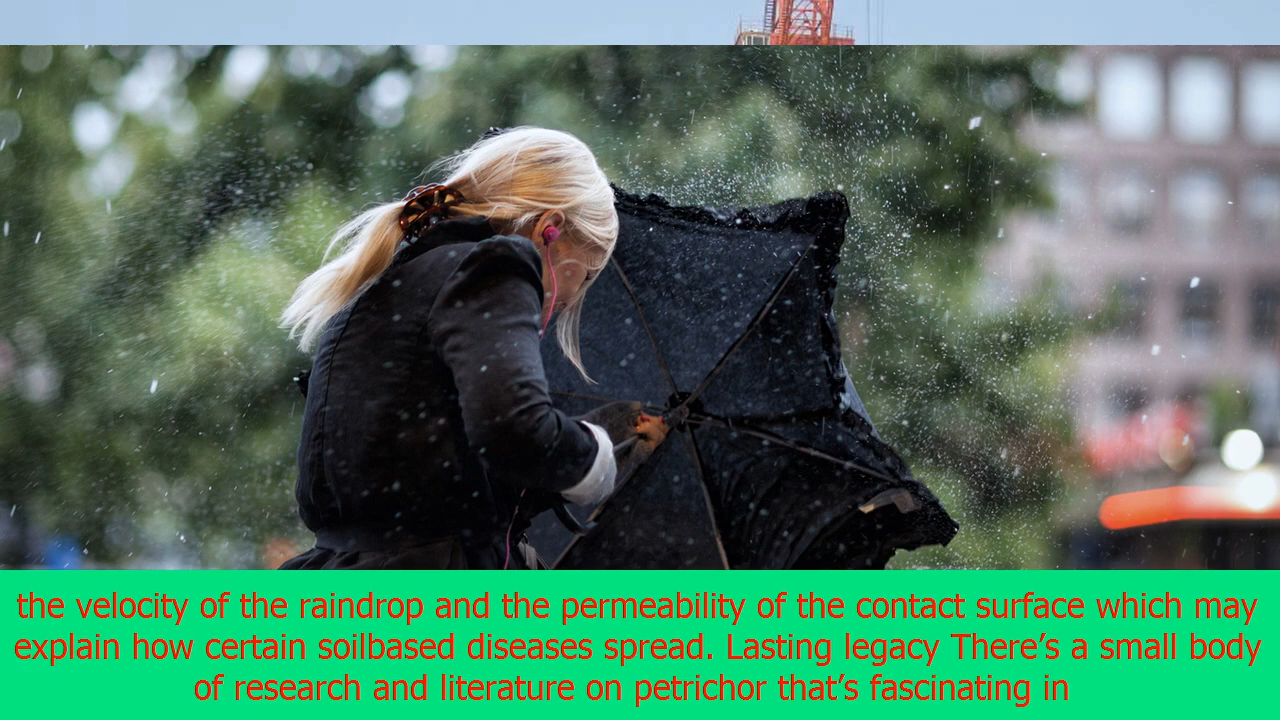 the velocity of the raindrop and the permeability of the contact surface which may
explain how certain soilbased diseases spread. Lasting legacy There’s a small body
of research and literature on petrichor that’s fascinating in